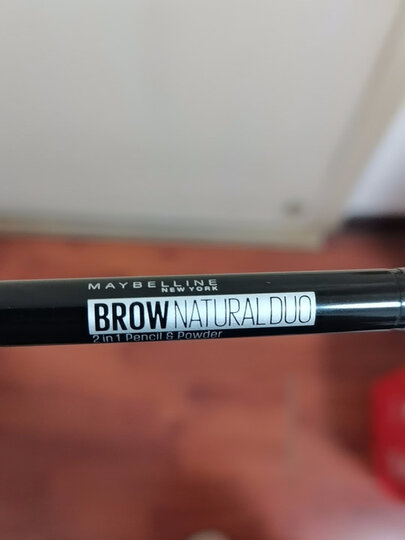 MAYBELLINE
NEW YORK
BROW NATURAL DUO
2 in 1 Pencil & Powder